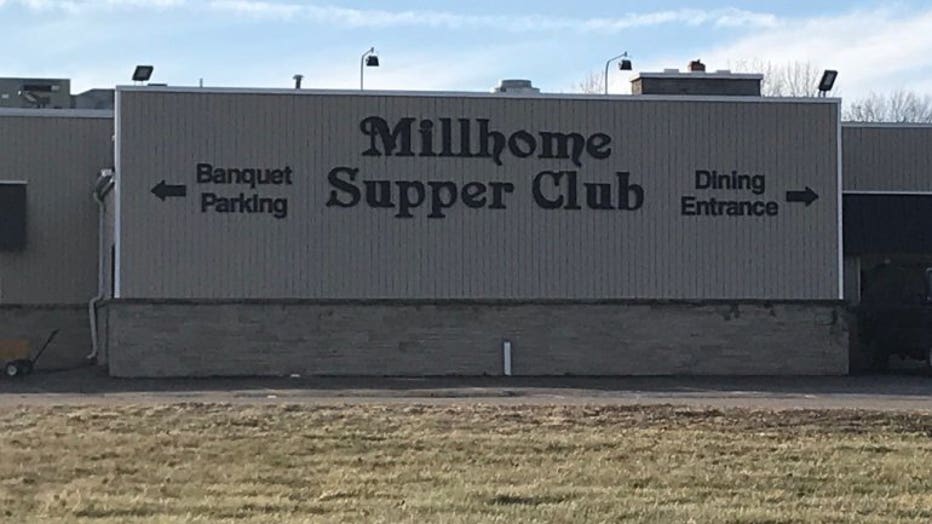 Millhome
Supper Club
Banquet
Parking
Dining
Entrance